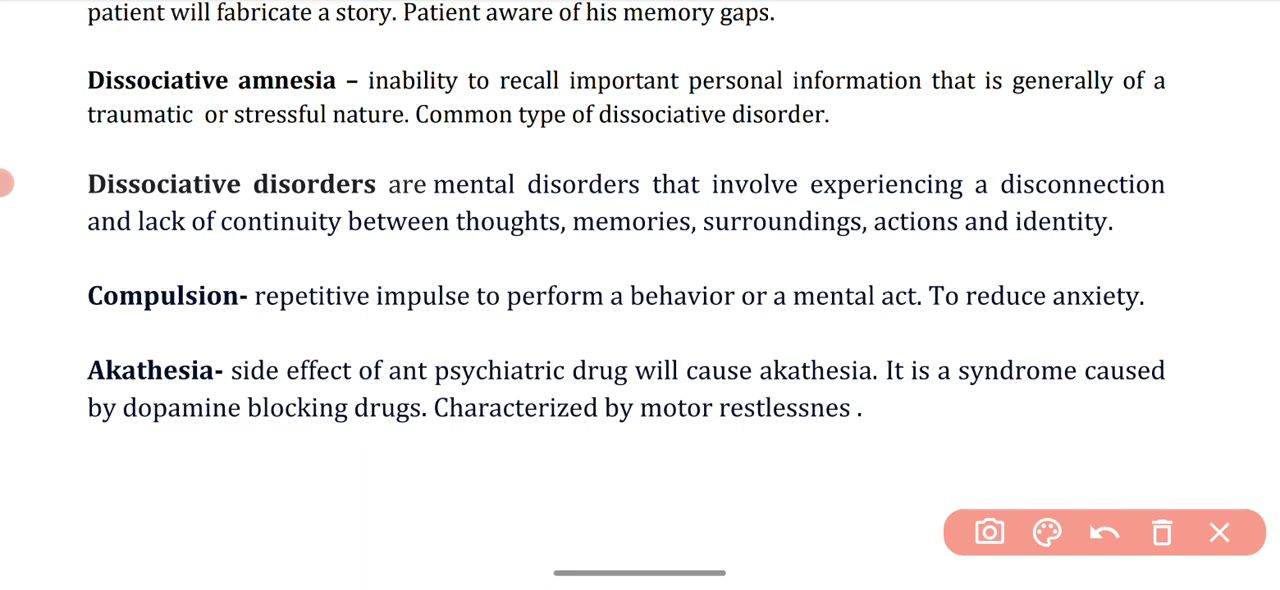 patient will fabricate a story. Patient aware of his memory gaps.
Dissociative amnesia – inability to recall important personal information that is generally of a
traumatic or stressful nature. Common type of dissociative disorder.
Dissociative disorders are mental disorders that involve experiencing a disconnection
and lack of continuity between thoughts, memories, surroundings, actions and identity.
Compulsion- repetitive impulse to perform a behavior or a mental act. To reduce anxiety.
Akathesia- side effect of ant psychiatric drug will cause akathesia. It is a syndrome caused
by dopamine blocking drugs. Characterized by motor restlessnes .